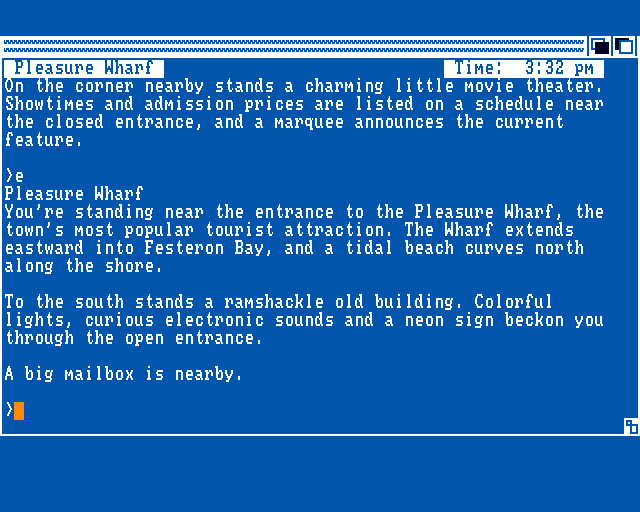 Pleasure Wharf Time: 3:32 pm
On the corner nearby stands a charming little movie theater.
Showtimes and admission prices are listed on a schedule near
the closed entrance, and a marquee announces the current
feature.
>e
Pleasure Wharf
You're standing near the entrance to the Pleasure Wharf, the
town's most popular tourist attraction. The Wharf extends
eastward into Festeron Bay, and a tidal beach curves north
along the shore.
To the south stands a ramshackle old building. Colorful
lights, curious electronic sounds and a neon sign beckon you
through the open entrance.
A big mailbox is nearby.
>